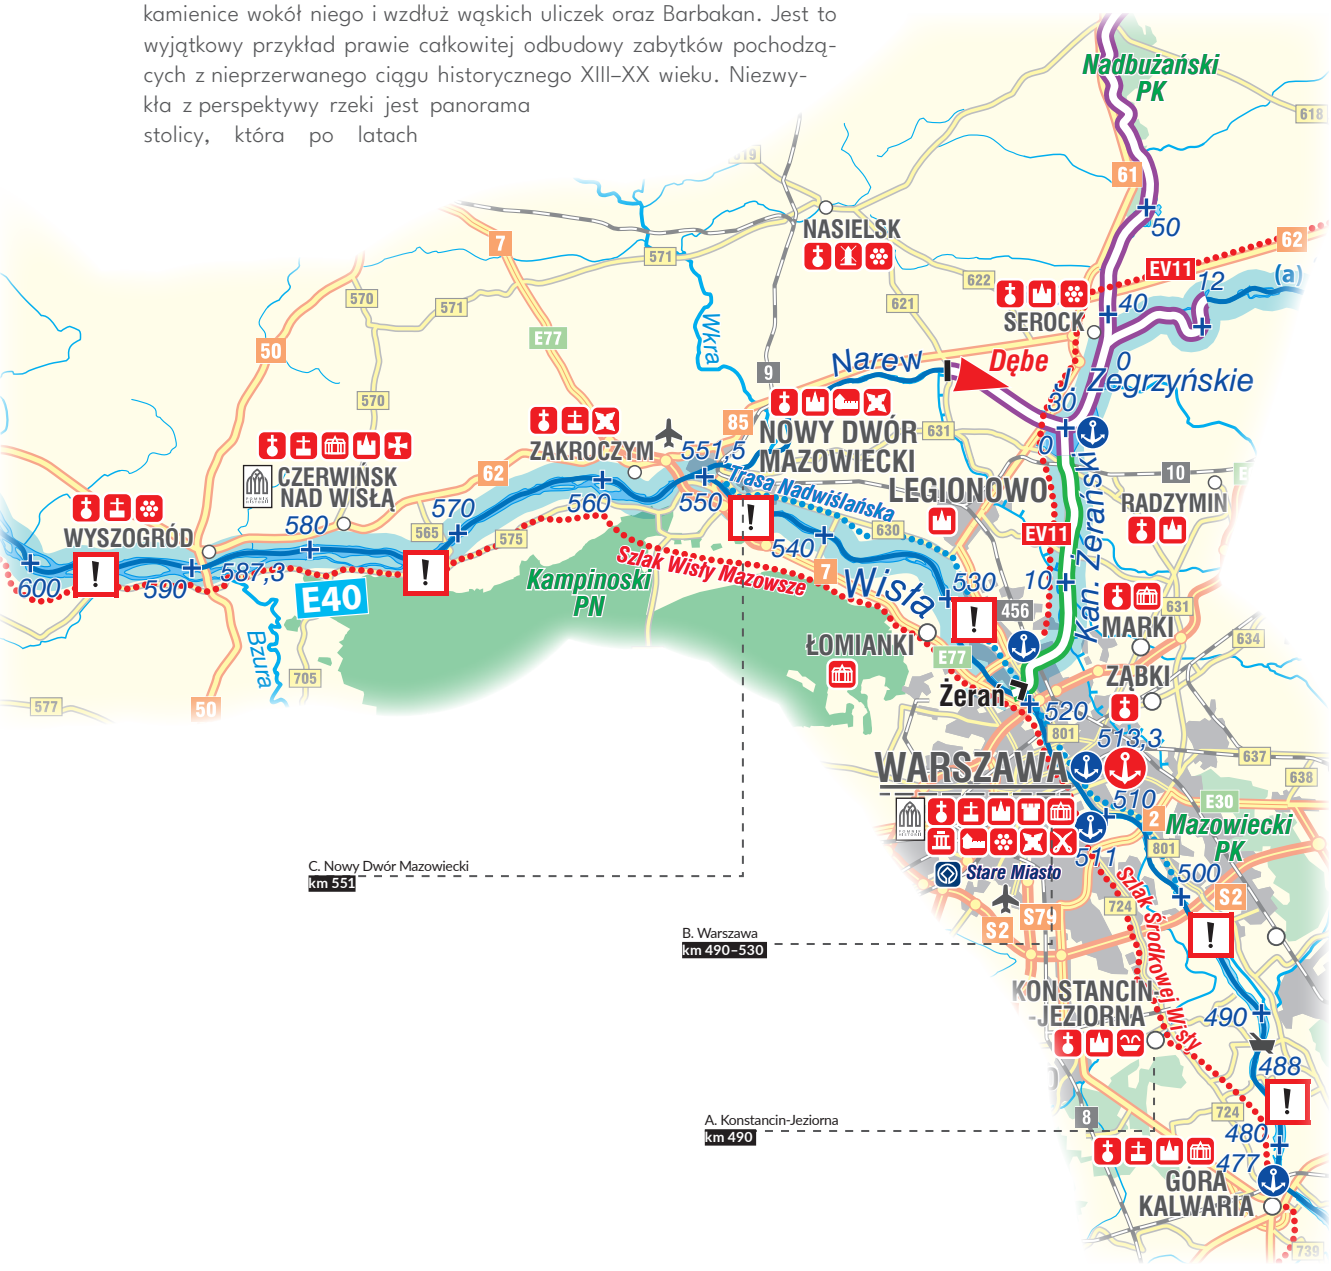 kamienice wokół niego i wzdłuż wąskich uliczek oraz Barbakan. Jest to
wyjątkowy przykład prawie całkowitej odbudowy zabytków pochodzą-
cych z nieprzerwanego ciągu historycznego XIII–XX wieku. Niezwy-
kła z perspektywy rzeki jest panorama
stolicy, która po latach
Nadbużański
PK
618
619
61
50
NASIELSK
7
62
571
EV11
12
(a)
622
570
571
621
40
SEROCK
E77
Wkra
50
Narew
Dębe
0
J. Zegrzyńskie
9
570
30
85
NOWY DWÓR
MAZOWIECKI
631
0
ZAKROCZYM
551,5
62
CZERWIŃSK
NAD WISŁĄ
10
Trasa Nadwiślańska
LEGIONOWO
RADZYMIN
560
550
570
580
WYSZOGRÓD
565
575
630
EV11
Kan. Żerański
540
Szlak Wisły Mazowsze
7
Wisła
530
10
600
590
587,3
E40
Kampinoski
PN
456
631
MARKI
634
ŁOMIANKI
E77
Bzura
705
ZĄBKI
Żerań
577
50
520
801
513,3
637
638
WARSZAWA
510
E30
2
Mazowiecki
PK
511
801
Stare Miasto
500
C. Nowy Dwór Mazowiecki
km 551
Szlak Środkowej Wisły
724
S2
S79
S2
B. Warszawa
km 490–530
KONSTANCIN-
-JEZIORNA
490
488
8
724
A. Konstancin-Jeziorna
km 490
480
477
GÓRA
KALWARIA
739